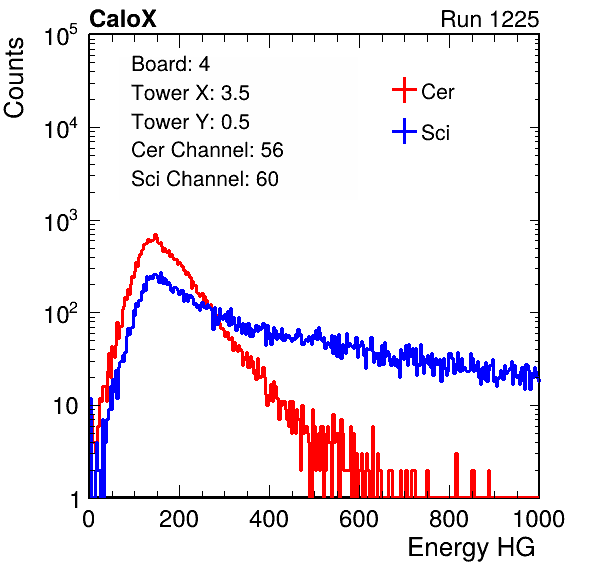 CaloX Run 1225
Counts
10^5
10^4
10^3
10^2
10
1
Board: 4
Tower X: 3.5
Tower Y: 0.5
Cer Channel: 56
Sci Channel: 60
Cer
Sci
0 200 400 600 800 1000
Energy HG